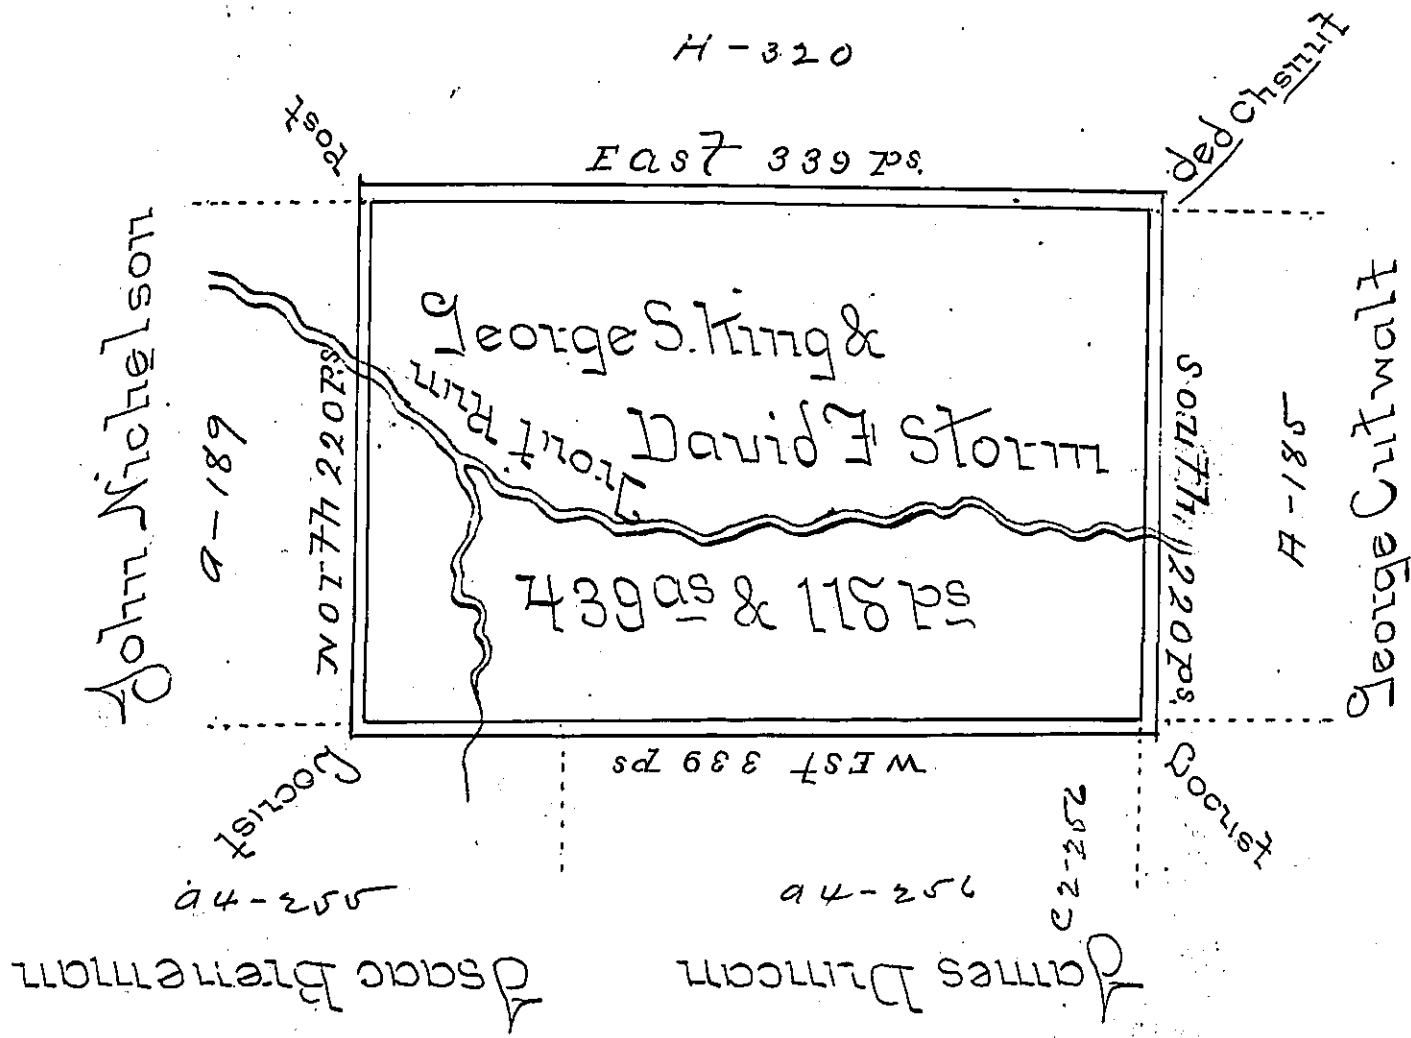 H-320
Post
East 339 ps.
ded Chsnut
John Nichelson
a-189
North 220 Ps
George S. King &
David F Storm
Trout Run
439 as & 118 ps
South 220 ps.
A-185
George Cutwalt
West 339 ps
Locust
Locust
a4-255
a4-256
C2-252
Isaac Breneman
James Duncan